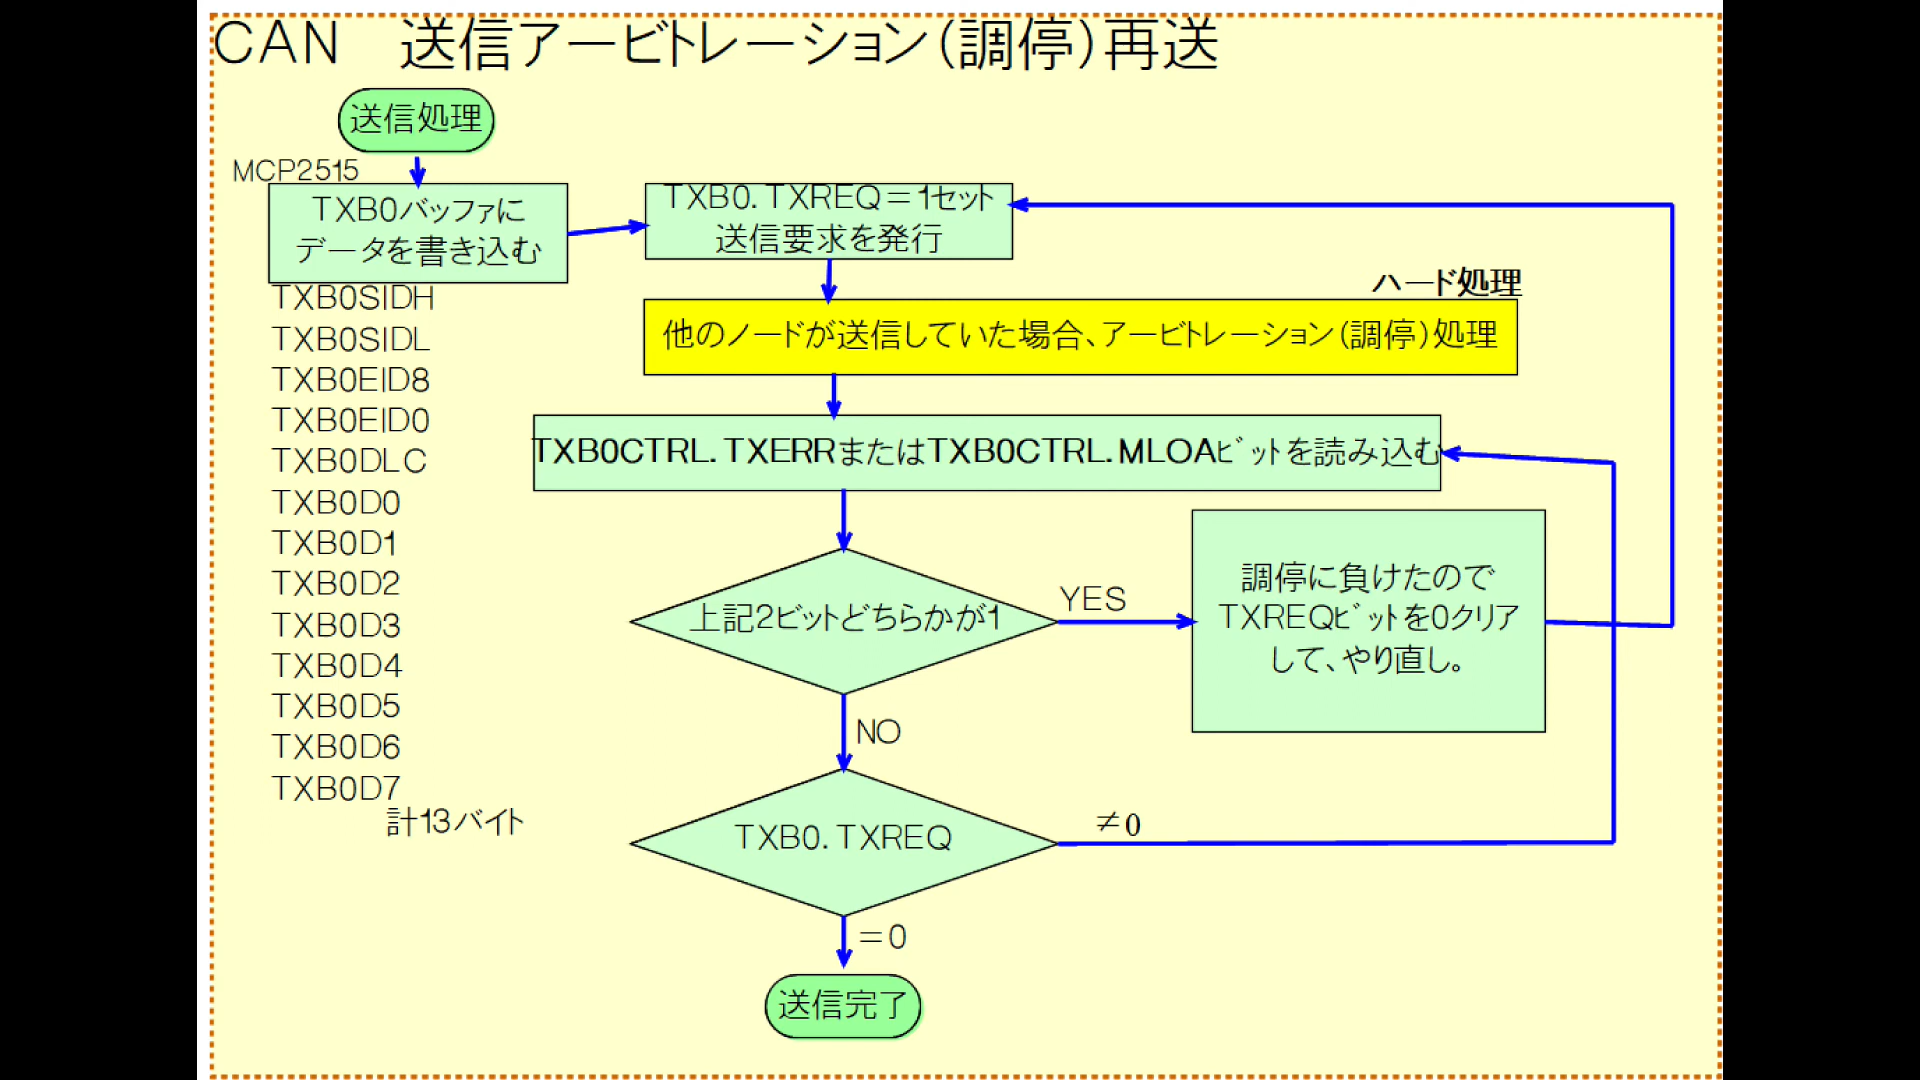 CAN　送信アービトレーション（調停）再送
送信処理
MCP2515
TXB0バッファに
データを書き込む
TXB0SIDH
TXB0SIDL
TXB0EID8
TXB0EID0
TXB0DLC
TXB0D0
TXB0D1
TXB0D2
TXB0D3
TXB0D4
TXB0D5
TXB0D6
TXB0D7
計13バイト
TXB0．TXREQ＝1セット
送信要求を発行
ハード処理
他のノードが送信していた場合、アービトレーション（調停）処理
TXB0CTRL.TXERRまたはTXB0CTRL.MLOAﾋﾞｯﾄを読み込む
上記2ビットどちらかが1
YES
調停に負けたので
TXREQﾋﾞｯﾄを0クリア
して、やり直し。
NO
TXB0．TXREQ
≠0
＝0
送信完了